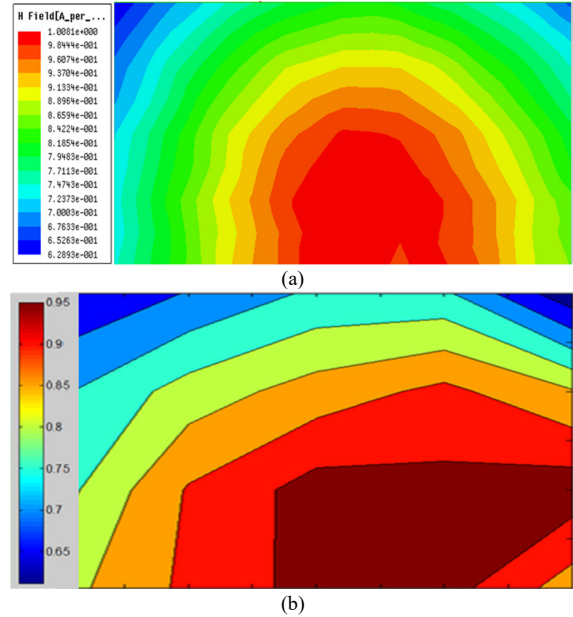 H Field[A_per_...
1.0081e+000
9.8444e-001
9.6074e-001
9.3704e-001
9.1333e-001
8.8964e-001
8.6594e-001
8.4224e-001
8.1854e-001
7.9483e-001
7.7113e-001
7.4743e-001
7.2373e-001
7.0003e-001
6.7633e-001
6.5263e-001
6.2893e-001
(a)
0.95
0.9
0.85
0.8
0.75
0.7
0.65
(b)